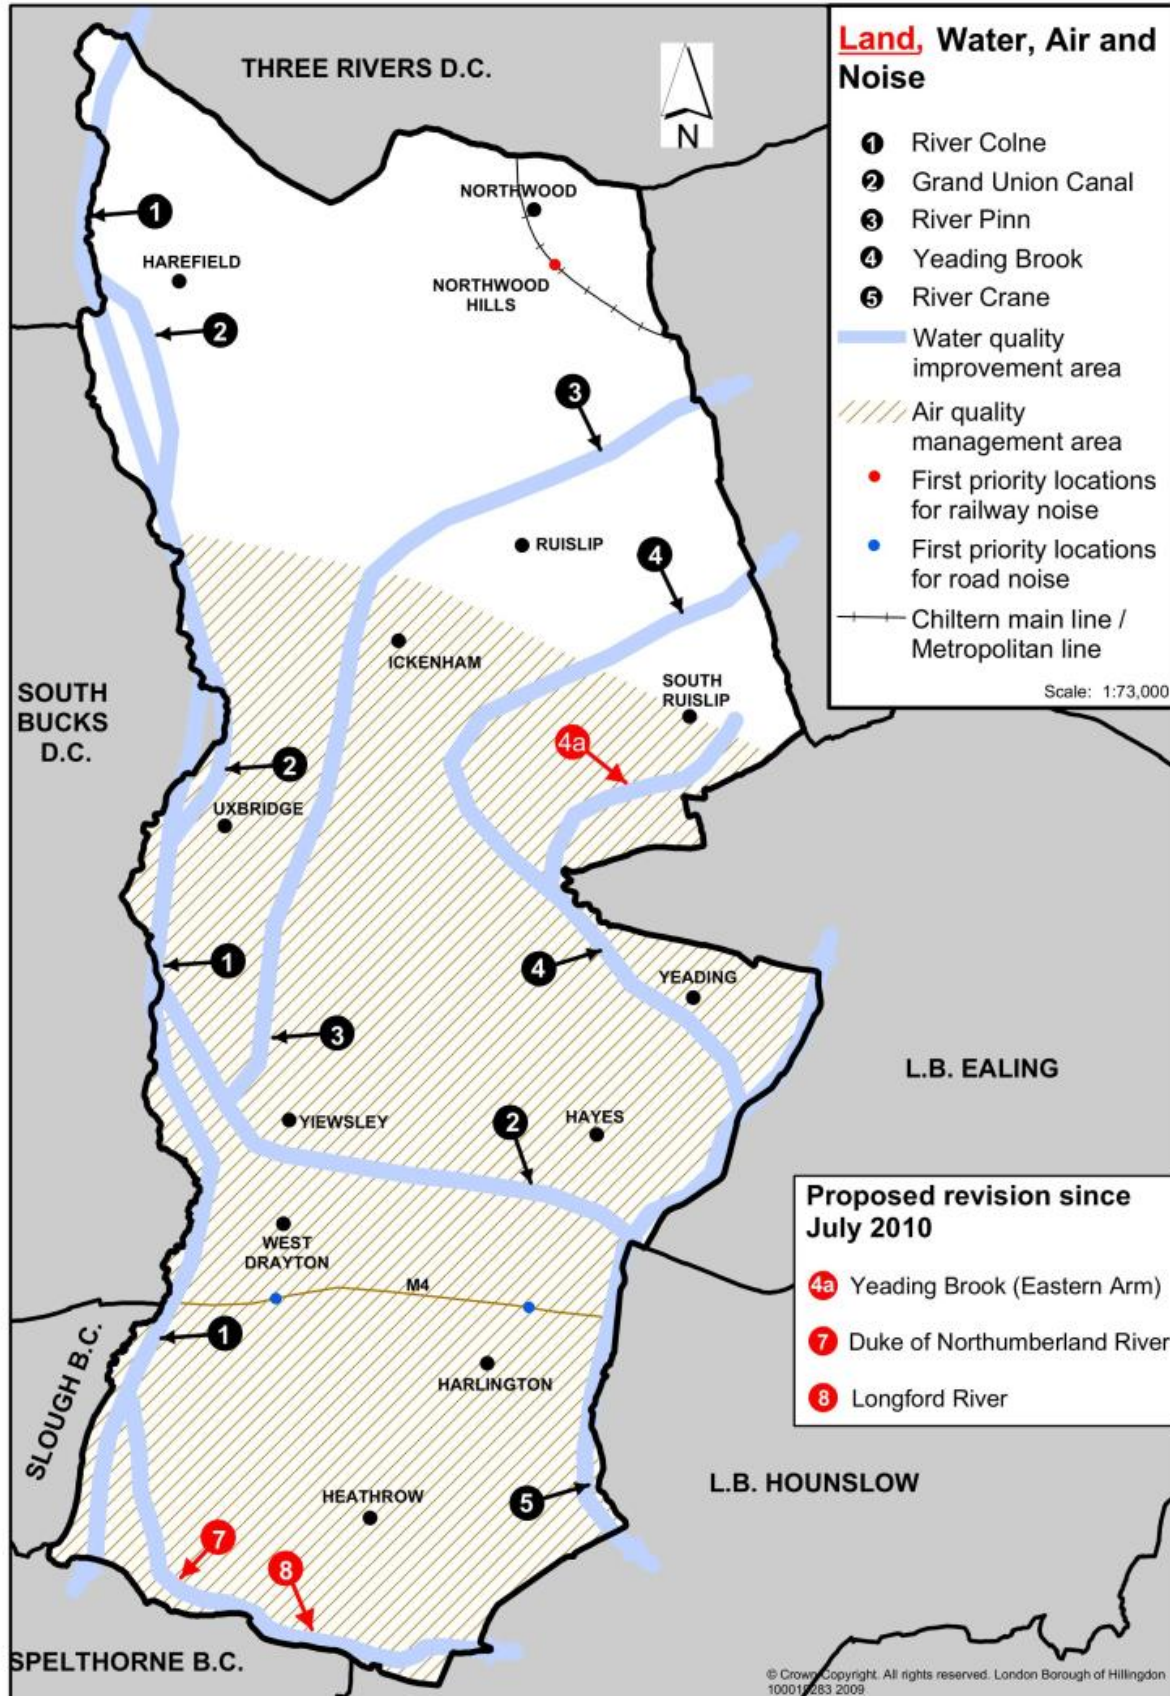 THREE RIVERS D.C.
N
Land, Water, Air and
Noise
1 River Colne
2 Grand Union Canal
3 River Pinn
4 Yeading Brook
5 River Crane
Water quality
improvement area
Air quality
management area
First priority locations
for railway noise
First priority locations
for road noise
Chiltern main line /
Metropolitan line
Scale: 1:73,000
NORTHWOOD
1
HAREFIELD
NORTHWOOD
HILLS
2
3
RUISLIP
4
ICKENHAM
SOUTH
BUCKS
D.C.
SOUTH
RUISLIP
4a
2
UXBRIDGE
1
4
YEADING
3
L.B. EALING
YIEWSLEY
2
HAYES
WEST
DRAYTON
M4
Proposed revision since
July 2010
4a Yeading Brook (Eastern Arm)
7 Duke of Northumberland River
8 Longford River
1
SLOUGH B.C.
HARLINGTON
HEATHROW
5
L.B. HOUNSLOW
7
8
SPELTHORNE B.C.
© Crown Copyright. All rights reserved. London Borough of Hillingdon
100019283 2009